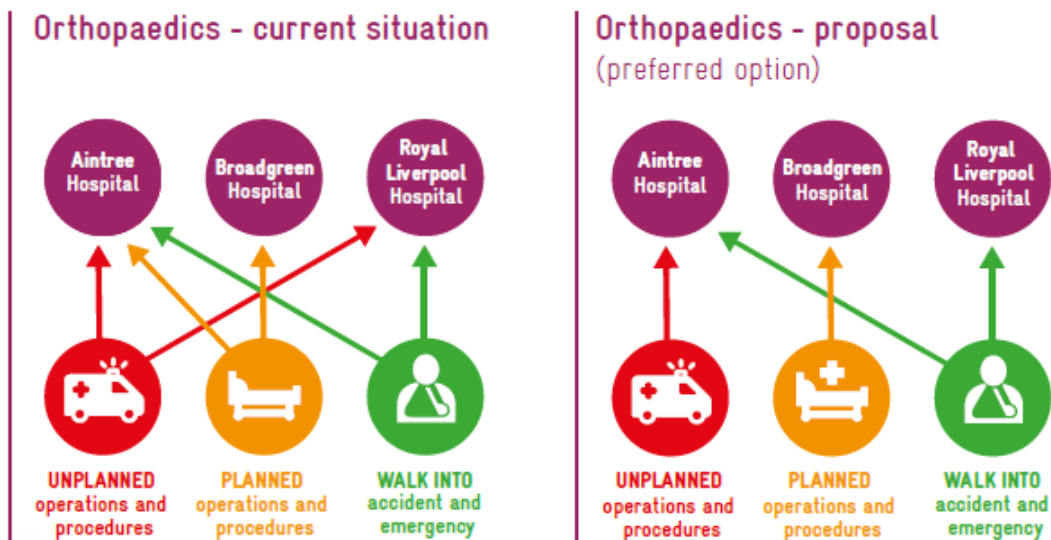 Orthopaedics - current situation
Aintree
Hospital
Broadgreen
Hospital
Royal
Liverpool
Hospital
UNPLANNED
operations and
procedures
PLANNED
operations and
procedures
WALK INTO
accident and
emergency
Orthopaedics - proposal
(preferred option)
Aintree
Hospital
Broadgreen
Hospital
Royal
Liverpool
Hospital
UNPLANNED
operations and
procedures
PLANNED
operations and
procedures
WALK INTO
accident and
emergency